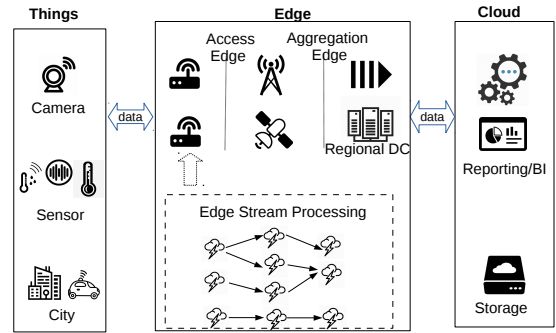 Things
Edge
Cloud
Camera
Sensor
City
data
Access
Edge
Aggregation
Edge
Regional DC
Edge Stream Processing
data
Reporting/BI
Storage